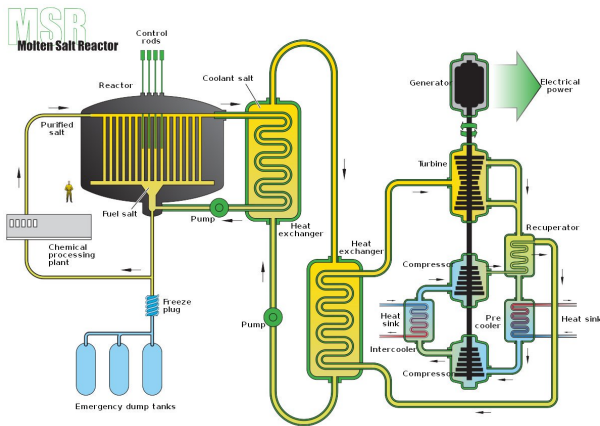 MSR
Molten Salt Reactor
Control
rods
Reactor
Coolant salt
Generator
Electrical
power
Purified
salt
Turbine
Fuel salt
Pump
Heat
exchanger
Recuperator
Chemical
processing
plant
Heat
exchanger
Compressor
Freeze
plug
Pump
Heat
sink
Pre
cooler
Heat sink
Intercooler
Compressor
Emergency dump tanks